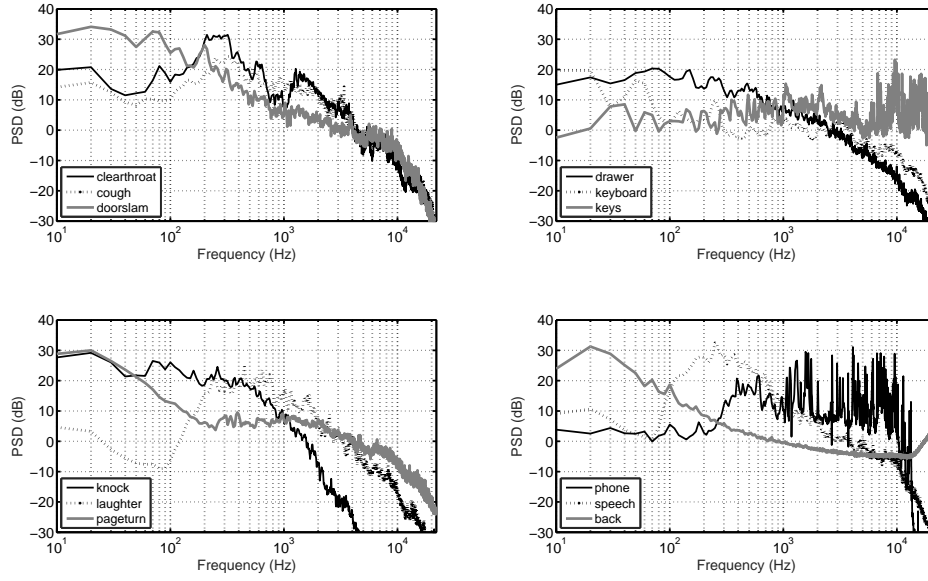 40
30
20
10
0
−10
−20
−30
PSD (dB)
clearthroat
cough
doorslam
10^1
10^2
10^3
10^4
Frequency (Hz)
40
30
20
10
0
−10
−20
−30
PSD (dB)
drawer
keyboard
keys
10^1
10^2
10^3
10^4
Frequency (Hz)
40
30
20
10
0
−10
−20
−30
PSD (dB)
knock
laughter
pageturn
10^1
10^2
10^3
10^4
Frequency (Hz)
40
30
20
10
0
−10
−20
−30
PSD (dB)
phone
speech
back
10^1
10^2
10^3
10^4
Frequency (Hz)